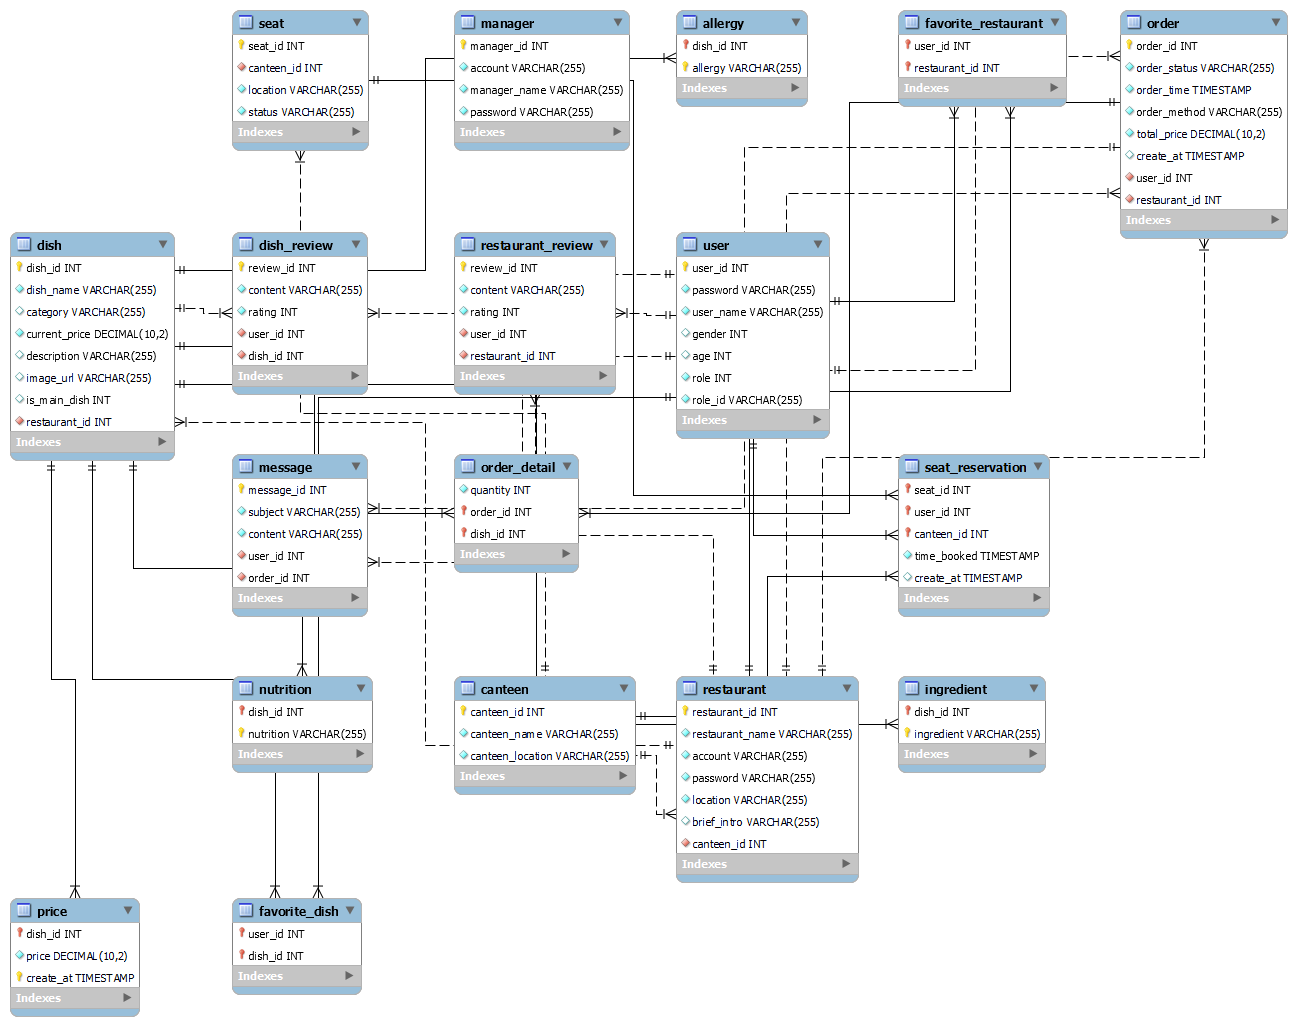 seat
seat_id INT
canteen_id INT
location VARCHAR(255)
status VARCHAR(255)
Indexes
manager
manager_id INT
account VARCHAR(255)
manager_name VARCHAR(255)
password VARCHAR(255)
Indexes
allergy
dish_id INT
allergy VARCHAR(255)
Indexes
favorite_restaurant
user_id INT
restaurant_id INT
Indexes
order
order_id INT
order_status VARCHAR(255)
order_time TIMESTAMP
order_method VARCHAR(255)
total_price DECIMAL(10,2)
create_at TIMESTAMP
user_id INT
restaurant_id INT
Indexes
dish
dish_id INT
dish_name VARCHAR(255)
category VARCHAR(255)
current_price DECIMAL(10,2)
description VARCHAR(255)
image_url VARCHAR(255)
is_main_dish INT
restaurant_id INT
Indexes
dish_review
review_id INT
content VARCHAR(255)
rating INT
user_id INT
dish_id INT
Indexes
restaurant_review
review_id INT
content VARCHAR(255)
rating INT
user_id INT
restaurant_id INT
Indexes
user
user_id INT
password VARCHAR(255)
user_name VARCHAR(255)
gender INT
age INT
role INT
role_id VARCHAR(255)
Indexes
message
message_id INT
subject VARCHAR(255)
content VARCHAR(255)
user_id INT
order_id INT
Indexes
order_detail
quantity INT
order_id INT
dish_id INT
Indexes
seat_reservation
seat_id INT
user_id INT
canteen_id INT
time_booked TIMESTAMP
create_at TIMESTAMP
Indexes
nutrition
dish_id INT
nutrition VARCHAR(255)
Indexes
canteen
canteen_id INT
canteen_name VARCHAR(255)
canteen_location VARCHAR(255)
Indexes
restaurant
restaurant_id INT
restaurant_name VARCHAR(255)
account VARCHAR(255)
password VARCHAR(255)
location VARCHAR(255)
brief_intro VARCHAR(255)
canteen_id INT
Indexes
ingredient
dish_id INT
ingredient VARCHAR(255)
Indexes
price
dish_id INT
price DECIMAL(10,2)
create_at TIMESTAMP
Indexes
favorite_dish
user_id INT
dish_id INT
Indexes